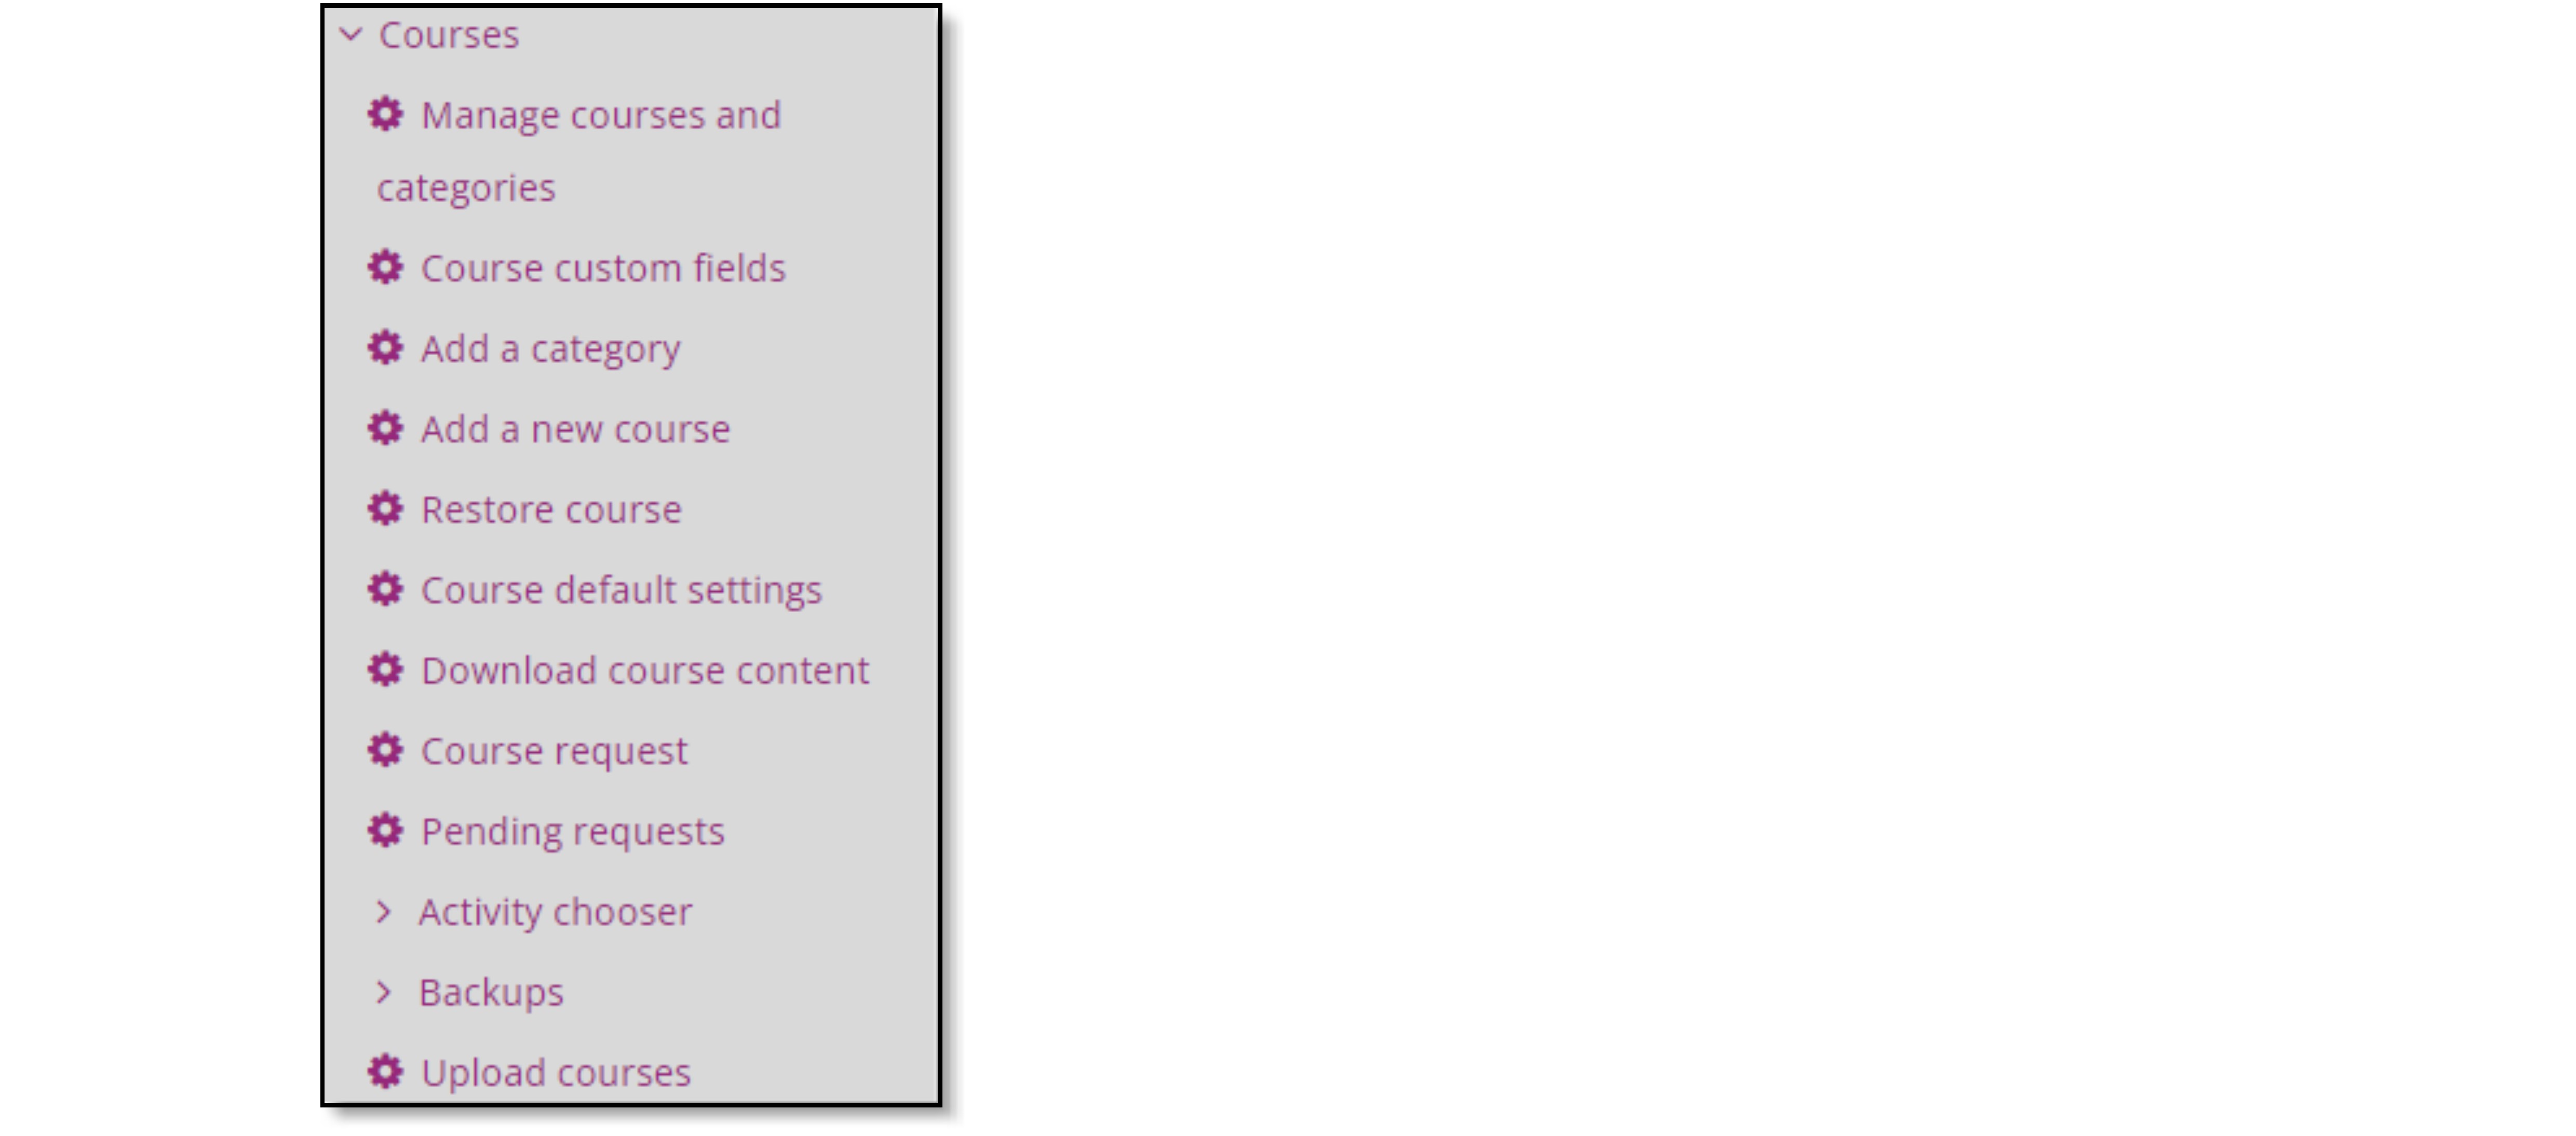 Courses
Manage courses and
categories
Course custom fields
Add a category
Add a new course
Restore course
Course default settings
Download course content
Course request
Pending requests
Activity chooser
Backups
Upload courses